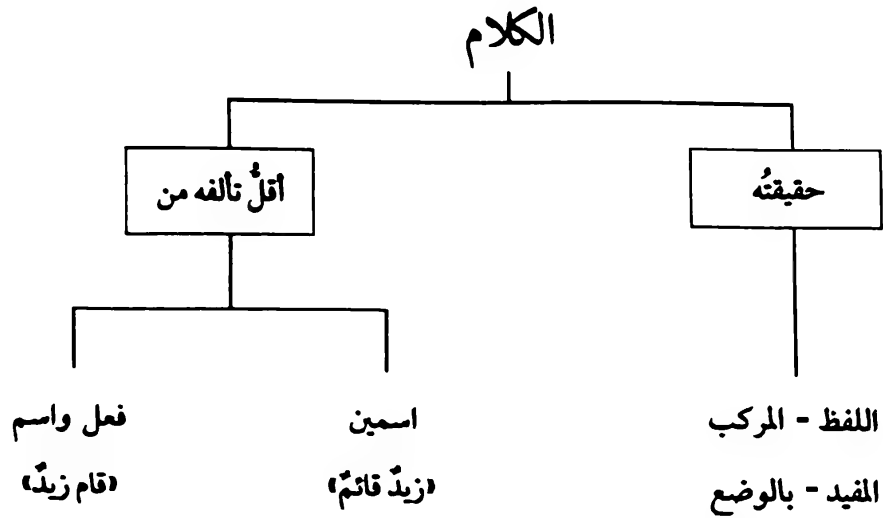 الكلام
حقيقتُه
أقلُّ تألفه من
اللفظ - المركب
المفيد - بالوضع
اسمين
«زيدٌ قائمٌ»
فعل واسم
«قام زيدٌ»